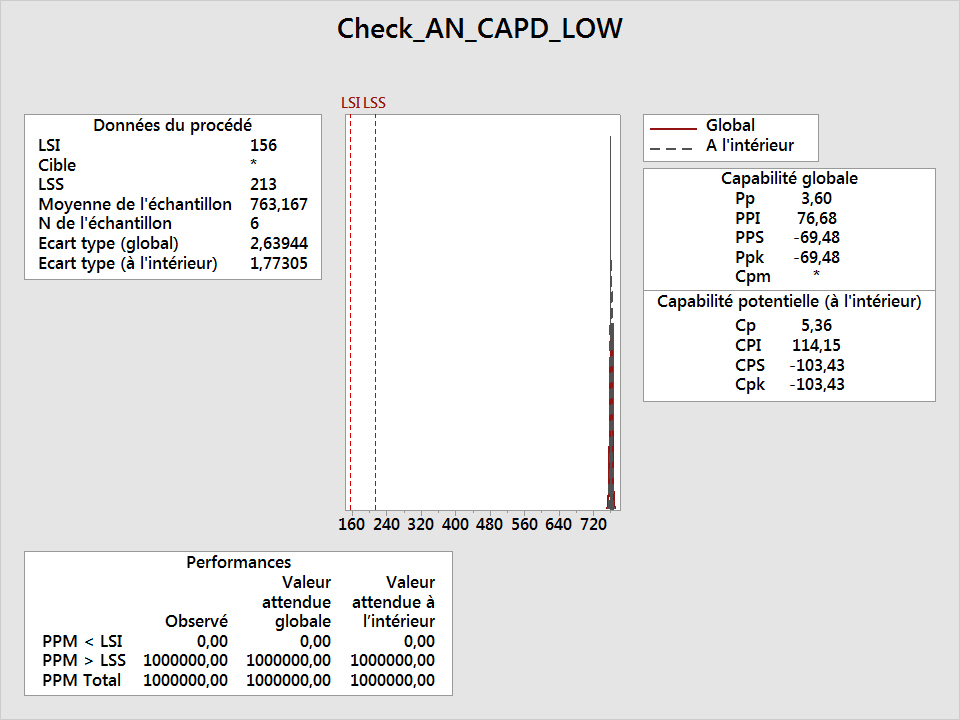 Check_AN_CAPD_LOW
LSI LSS
Données du procédé
LSI 156
Cible *
LSS 213
Moyenne de l'échantillon 763,167
N de l'échantillon 6
Ecart type (global) 2,63944
Ecart type (à l'intérieur) 1,77305
Global
A l'intérieur
Capabilité globale
Pp 3,60
PPI 76,68
PPS -69,48
Ppk -69,48
Cpm *
Capabilité potentielle (à l'intérieur)
Cp 5,36
CPI 114,15
CPS -103,43
Cpk -103,43
160 240 320 400 480 560 640 720
Performances
Valeur Valeur
attendue attendue à
Observé globale l'intérieur
PPM < LSI 0,00 0,00 0,00
PPM > LSS 1000000,00 1000000,00 1000000,00
PPM Total 1000000,00 1000000,00 1000000,00